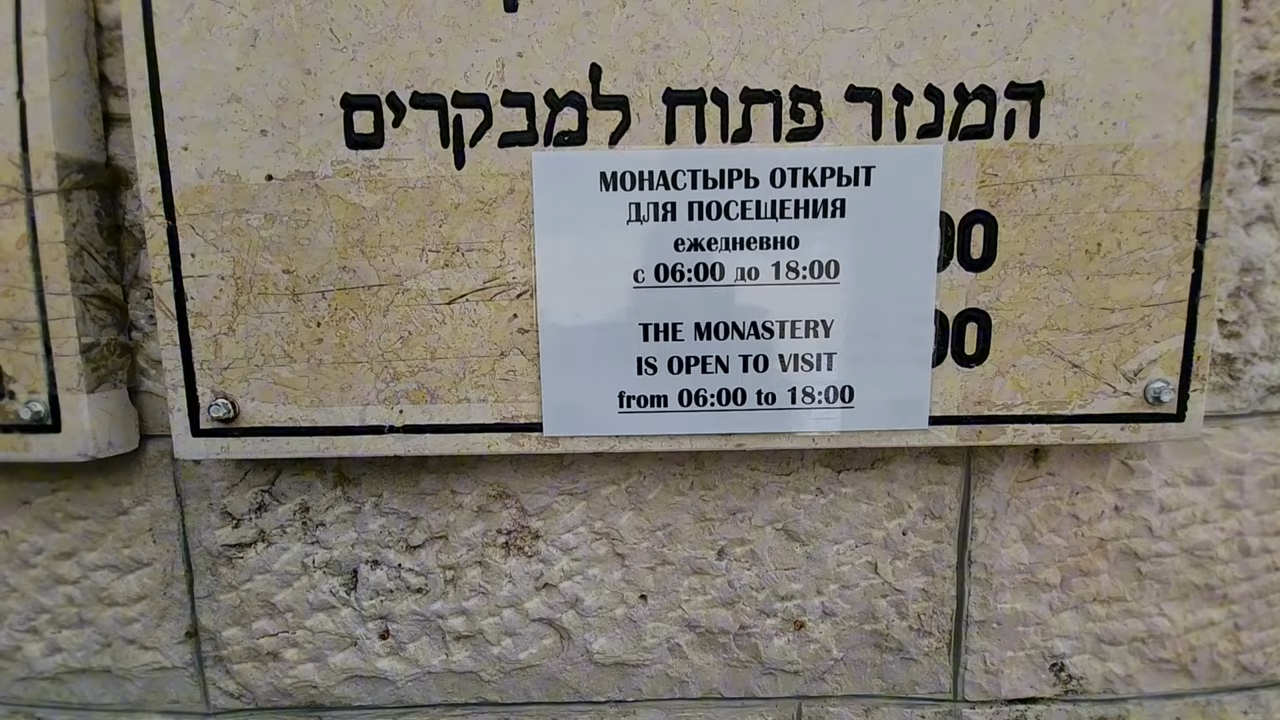 המנזר פתוח למבקרים
МОНАСТЫРЬ ОТКРЫТ
ДЛЯ ПОСЕЩЕНИЯ
ежедневно
с 06:00 до 18:00
THE MONASTERY
IS OPEN TO VISIT
from 06:00 to 18:00